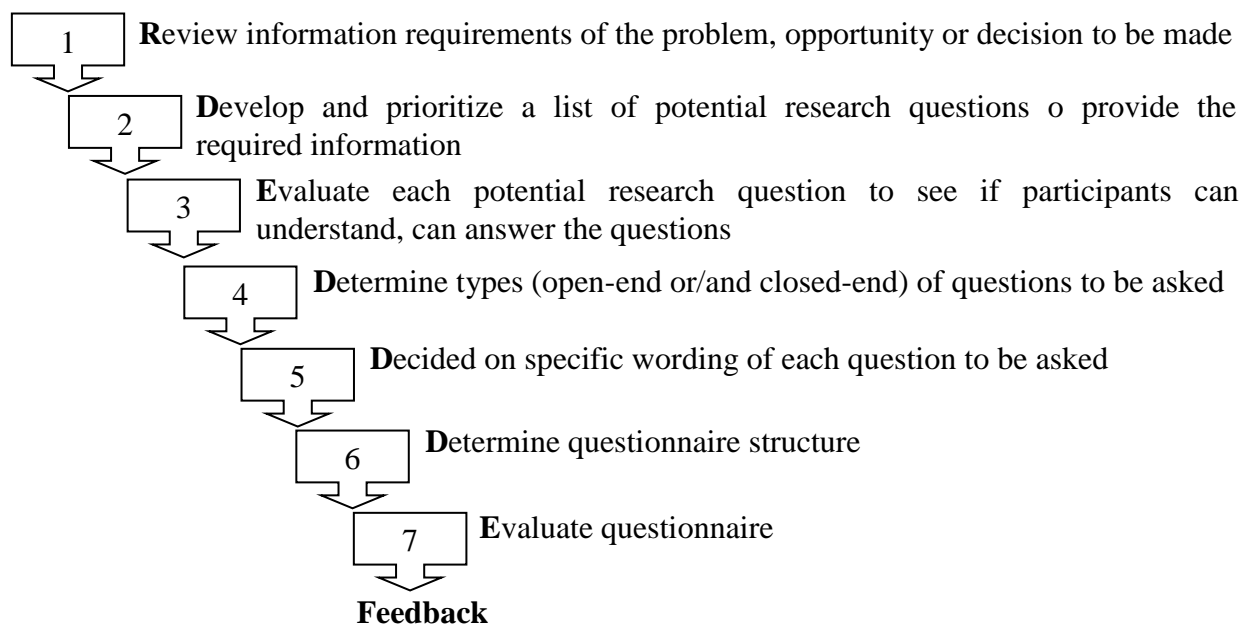 1 Review information requirements of the problem, opportunity or decision to be made
2 Develop and prioritize a list of potential research questions o provide the
required information
3 Evaluate each potential research question to see if participants can
understand, can answer the questions
4 Determine types (open-end or/and closed-end) of questions to be asked
5 Decided on specific wording of each question to be asked
6 Determine questionnaire structure
7 Evaluate questionnaire
Feedback